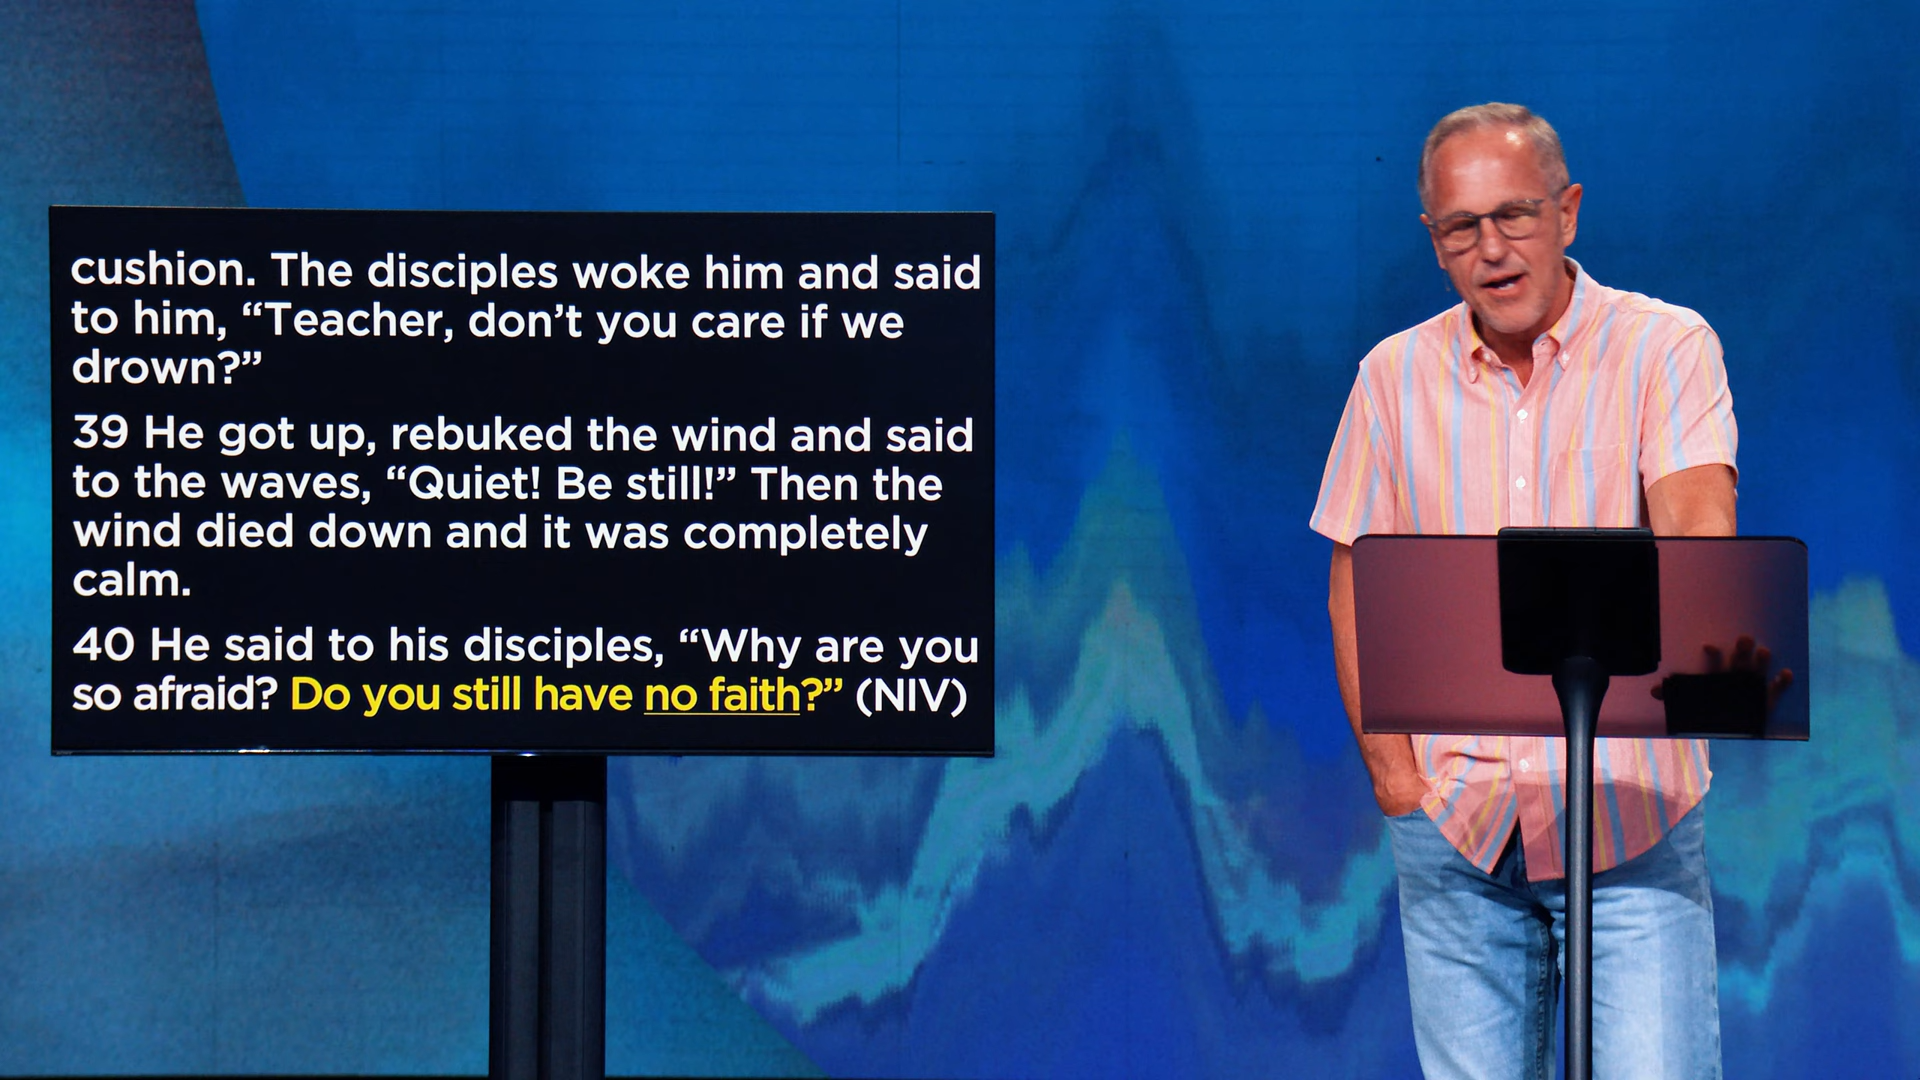 cushion. The disciples woke him and said
to him, “Teacher, don’t you care if we
drown?”
39 He got up, rebuked the wind and said
to the waves, “Quiet! Be still!” Then the
wind died down and it was completely
calm.
40 He said to his disciples, “Why are you
so afraid? Do you still have no faith?” (NIV)